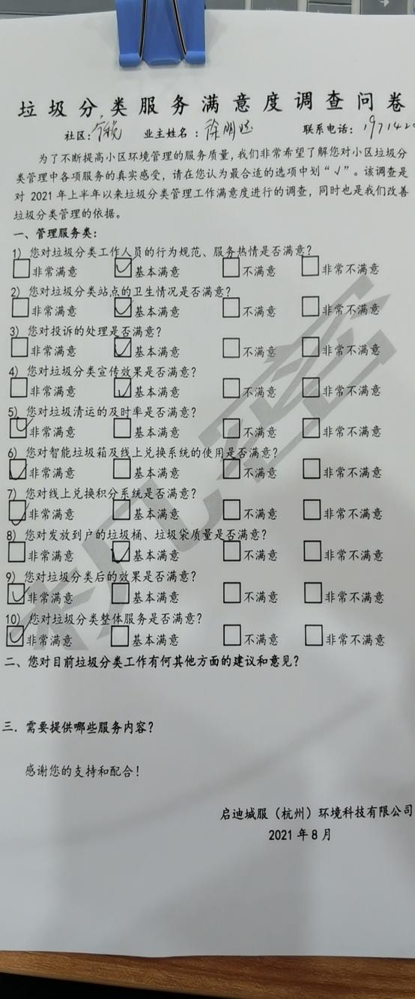 垃圾分类服务满意度调查问卷
社区: 业主姓名：徐明 联系电话：1971420
为了不断提高小区环境管理的服务质量，我们非常希望了解您对小区垃圾分
类管理中各项服务的真实感受，请在您认为最合适的选项中划“√”。该调查是
对 2021 年上半年以来垃圾分类管理工作满意度进行的调查，同时也是我们改善
垃圾分类管理的依据。
一、管理服务类：
1）您对垃圾分类工作人员的行为规范、服务热情是否满意？
□非常满意 ☑基本满意 □不满意 □非常不满意
2）您对垃圾分类站点的卫生情况是否满意？
□非常满意 ☑基本满意 □不满意 □非常不满意
3）您对投诉的处理是否满意？
□非常满意 ☑基本满意 □不满意 □非常不满意
4）您对垃圾分类宣传效果是否满意？
□非常满意 ☑基本满意 □不满意 □非常不满意
5）您对垃圾清运的及时率是否满意？
☑非常满意 □基本满意 □不满意 □非常不满意
6）您对智能垃圾箱及线上兑换系统的使用是否满意？
☑非常满意 □基本满意 □不满意 □非常不满意
7）您对线上兑换积分系统是否满意？
☑非常满意 □基本满意 □不满意 □非常不满意
8）您对发放到户的垃圾桶、垃圾袋质量是否满意？
□非常满意 ☑基本满意 □不满意 □非常不满意
9）您对垃圾分类后的效果是否满意？
☑非常满意 □基本满意 □不满意 □非常不满意
10）您对垃圾分类整体服务是否满意？
☑非常满意 □基本满意 □不满意 □非常不满意
二、您对目前垃圾分类工作有何其他方面的建议和意见？
三．需要提供哪些服务内容？
感谢您的支持和配合！
启迪城服（杭州）环境科技有限公司
2021 年 8 月